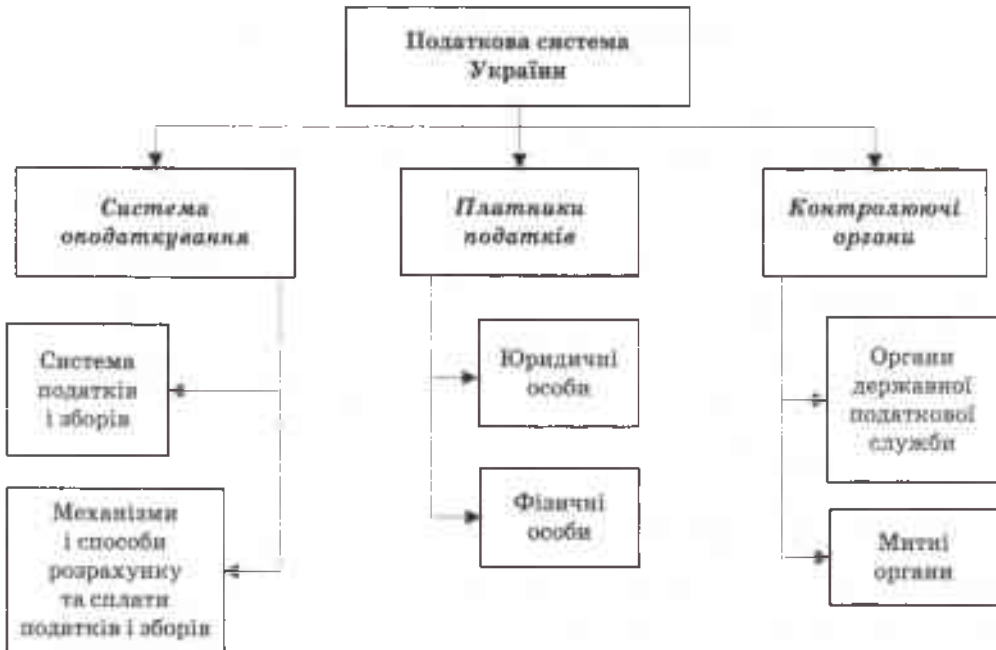 Податкова система
України
Система
оподаткування
Платники
податків
Контролюючі
органи
Система
податків
і зборів
Механізми
і способи
розрахунку
та сплати
податків і зборів
Юридичні
особи
Фізичні
особи
Органи
державної
податкової
служби
Митні
органи